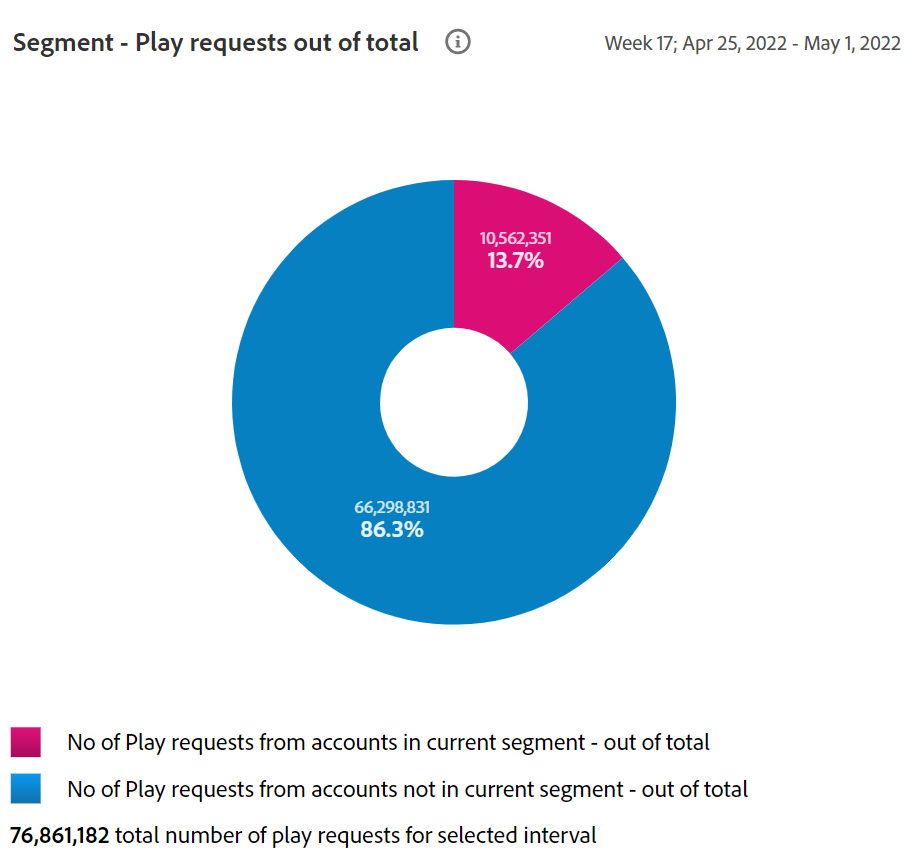 Segment - Play requests out of total
Week 17; Apr 25, 2022 - May 1, 2022
10,562,351
13.7%
66,298,831
86.3%
No of Play requests from accounts in current segment - out of total
No of Play requests from accounts not in current segment - out of total
76,861,182 total number of play requests for selected interval